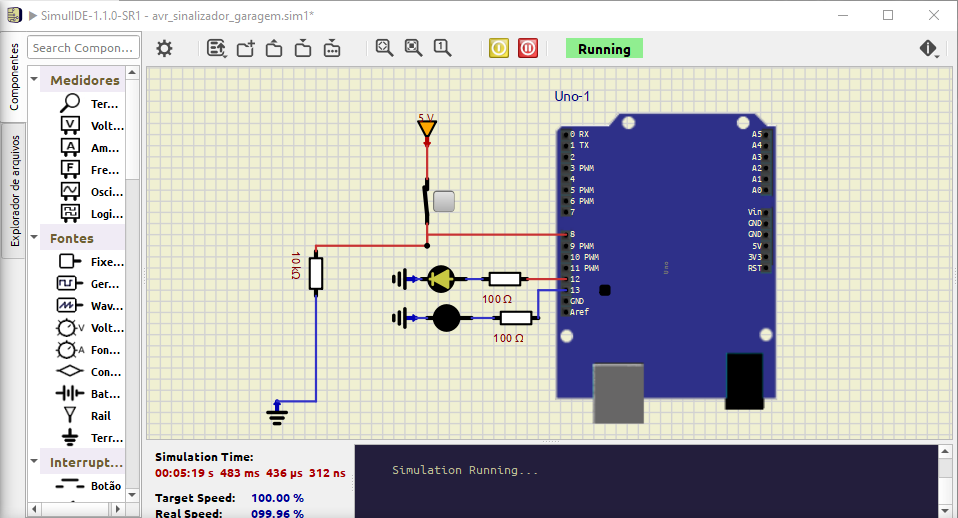 SimulIDE-1.1.0-SR1 - avr_sinalizador_garagem.sim1*
Componentes
Explorador de arquivos
Search Compon...
Running
Medidores
Ter...
Volt...
Am...
Fre...
Osci...
Logi...
Fontes
Fixe...
Ger...
Wav...
Volt...
Fon...
Con...
Bat...
Rail
Terr...
Interrupt...
Botão
5 V
10 kΩ
100 Ω
100 Ω
Uno-1
0 RX
1 TX
2
3 PWM
4
5 PWM
6 PWM
7
8
9 PWM
10 PWM
11 PWM
12
13
GND
Aref
Uno
A5
A4
A3
A2
A1
A0
Vin
GND
GND
5V
3V3
RST
Simulation Time:
00:05:19 s 483 ms 436 µs 312 ns
Target Speed: 100.00 %
Real Speed: 099.96 %
Simulation Running...